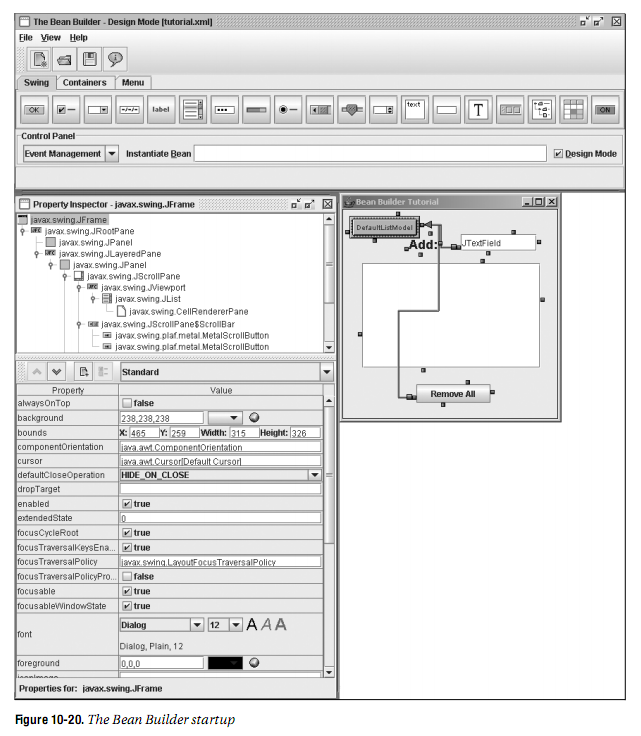 The Bean Builder - Design Mode [tutorial.xml]
File View Help
Swing Containers Menu
OK label text T ON
Control Panel
Event Management Instantiate Bean Design Mode
Property Inspector - javax.swing.JFrame
javax.swing.JFrame
javax.swing.JRootPane
javax.swing.JPanel
javax.swing.JLayeredPane
javax.swing.JPanel
javax.swing.JScrollPane
javax.swing.JViewport
javax.swing.JList
javax.swing.CellRendererPane
javax.swing.JScrollPane$ScrollBar
javax.swing.plaf.metal.MetalScrollButton
javax.swing.plaf.metal.MetalScrollButton
Standard
Property Value
alwaysOnTop false
background 238,238,238
bounds X: 465 Y: 259 Width: 315 Height: 326
componentOrientation java.awt.ComponentOrientation
cursor java.awt.Cursor[Default Cursor]
defaultCloseOperation HIDE_ON_CLOSE
dropTarget
enabled true
extendedState 0
focusCycleRoot true
focusTraversalKeysEna... true
focusTraversalPolicy javax.swing.LayoutFocusTraversalPolicy
focusTraversalPolicyPro... false
focusable true
focusableWindowState true
font Dialog 12 A A A
Dialog, Plain, 12
foreground 0,0,0
Properties for: javax.swing.JFrame
Bean Builder Tutorial
DefaultListModel
Add:
JTextField
Remove All
Figure 10-20. The Bean Builder startup